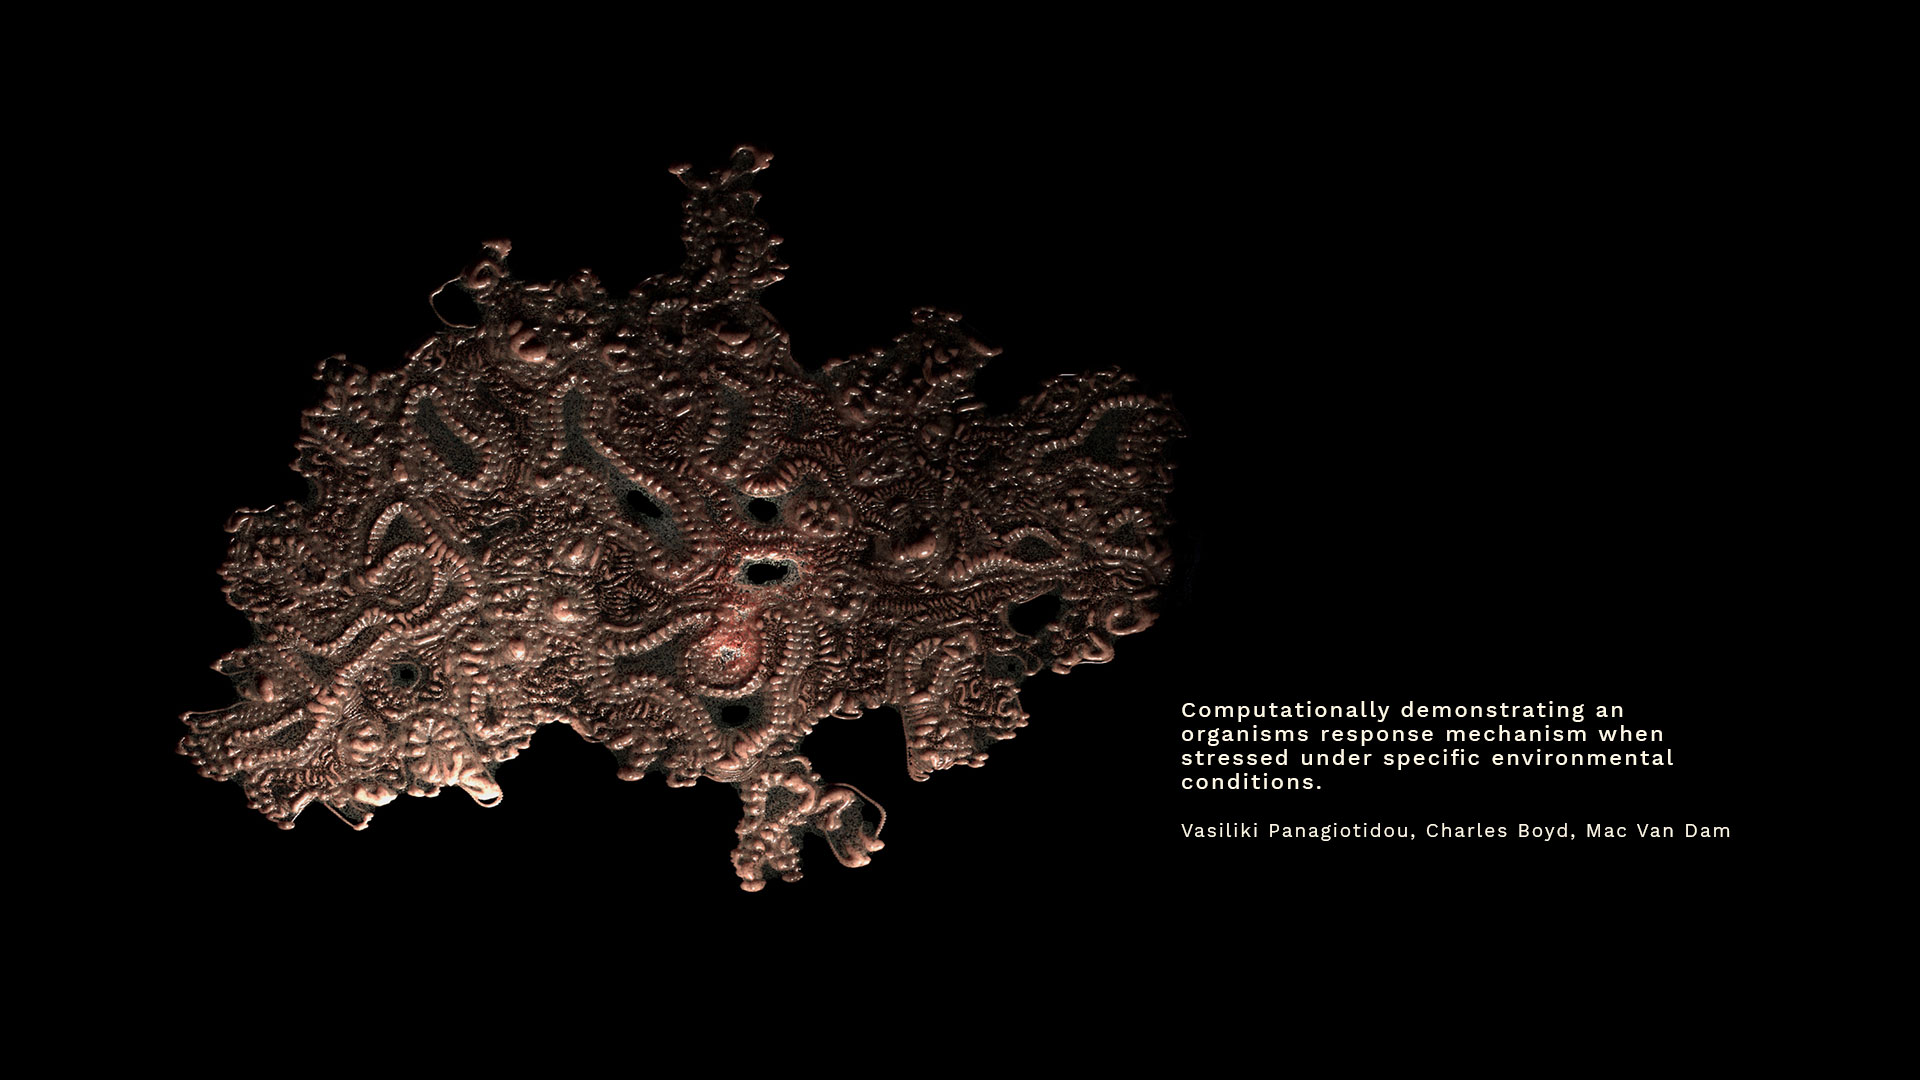 Computationally demonstrating an
organisms response mechanism when
stressed under specific environmental
conditions.
Vasiliki Panagiotidou, Charles Boyd, Mac Van Dam